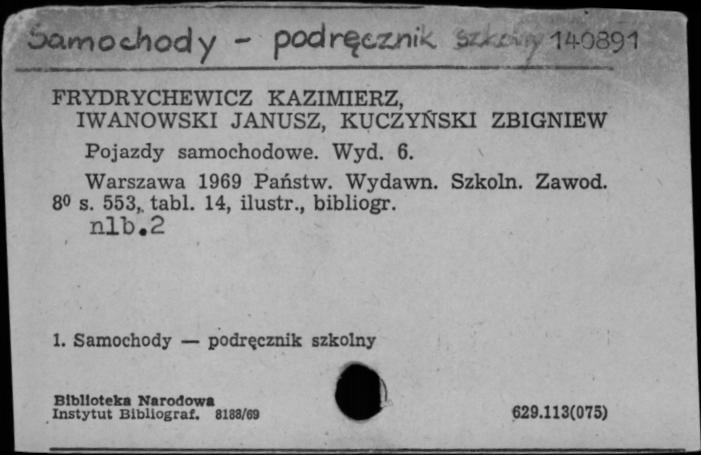 Samochody - podręcznik szkolny 140891
FRYDRYCHEWICZ KAZIMIERZ,
IWANOWSKI JANUSZ, KUCZYŃSKI ZBIGNIEW
Pojazdy samochodowe. Wyd. 6.
Warszawa 1969 Państw. Wydawn. Szkoln. Zawod.
8⁰ s. 553, tabl. 14, ilustr., bibliogr.
nlb.2
1. Samochody — podręcznik szkolny
Biblioteka Narodowa
Instytut Bibliograf. 8188/69 629.113(075)